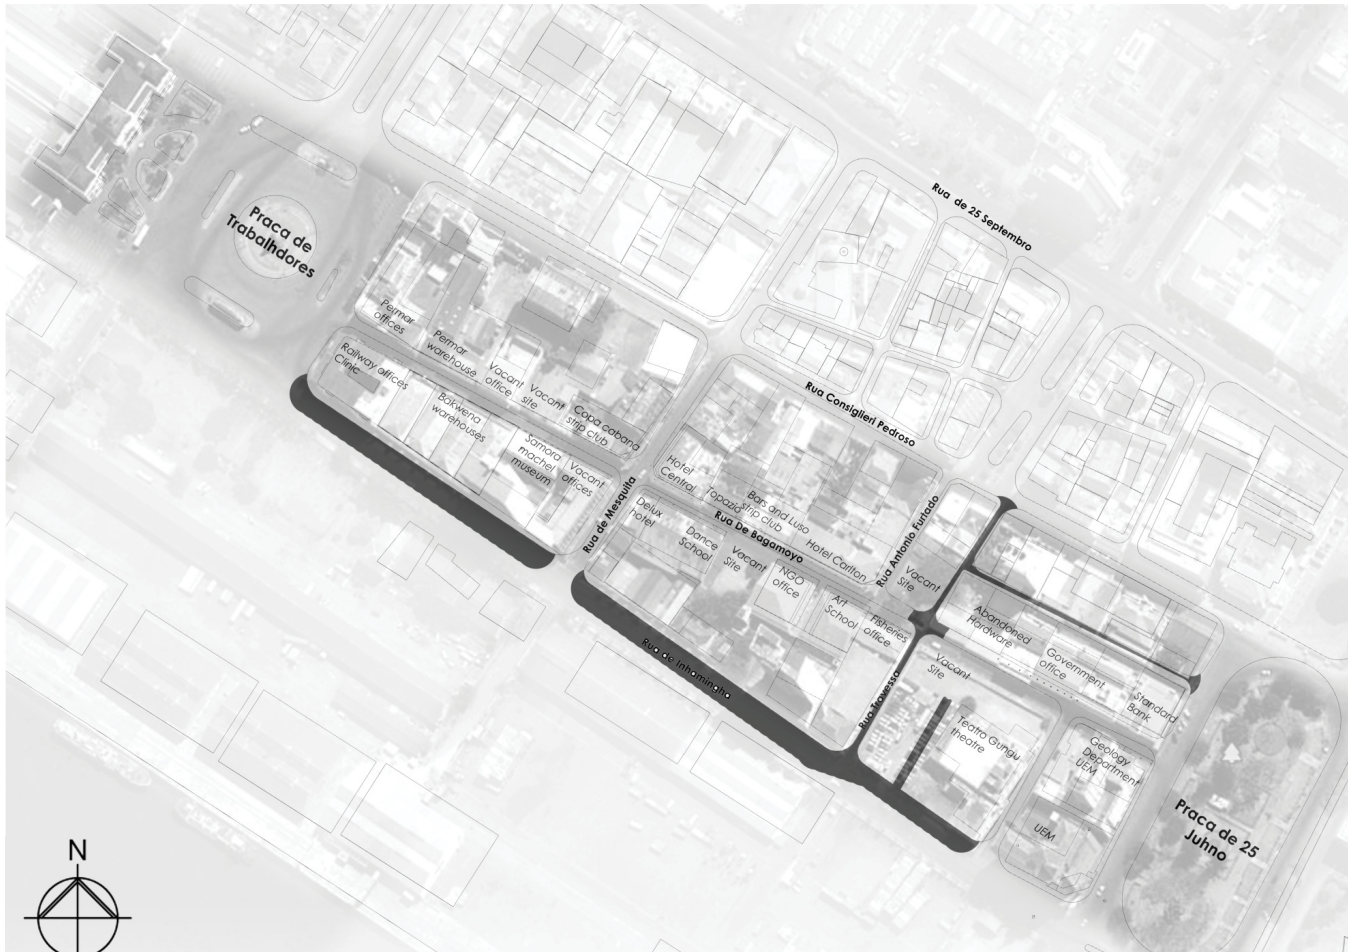 Rua de 25 Septembro
Praca de
Trabalhdores
Permar
offices
Permar
warehouse
Vacant
office
Vacant
site
Copa cabana
strip club
Railway offices
Clinic
Bakwena
warehouses
Samora
machel
museum
Vacant
offices
Rua Consiglieri Pedroso
Hotel
Central
Topazio
strip club
Bars and Luso
Hotel Carlton
Rua De Bagamoyo
Rua de Mesquita
Rua Antonio Furtado
Delux
hotel
Dance
School
Vacant
Site
NGO
office
Art
School
Fisheries
office
Vacant
Site
Abandoned
Hardware
Government
office
Standard
Bank
Rua de Inhamingha
Rua Travessa
Vacant
Site
Teatro Gungu
theatre
Geology
Department
UEM
UEM
Praca de 25
Juhno
N